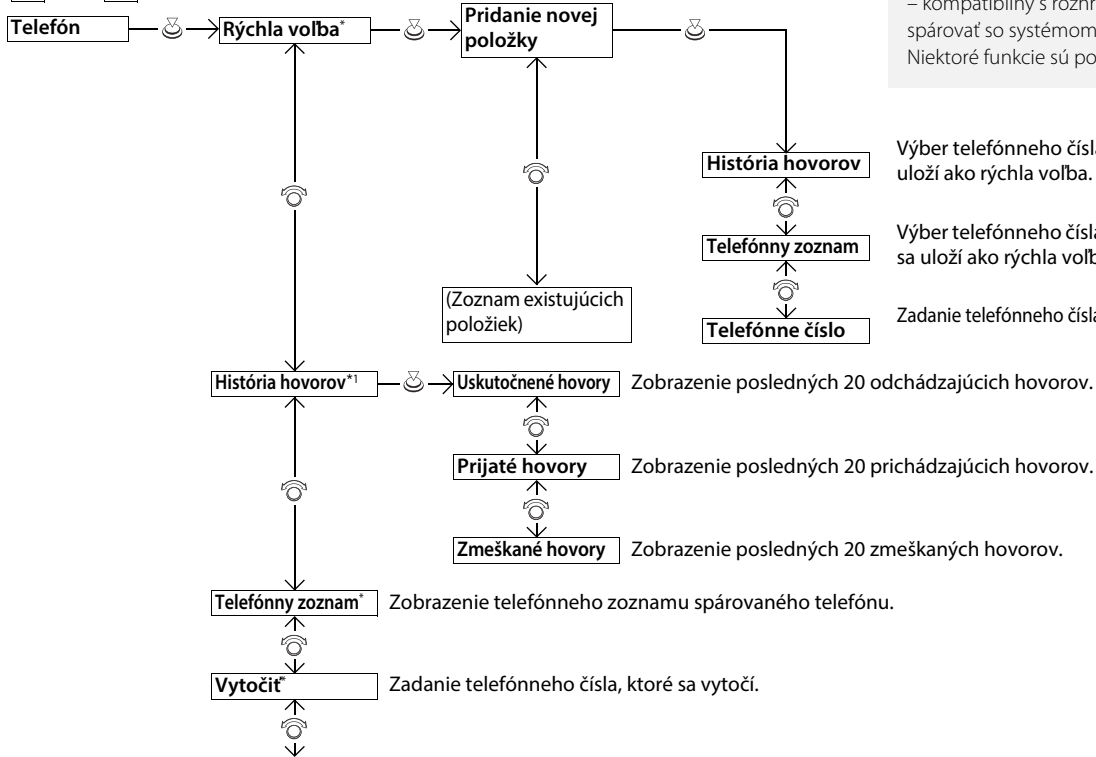 – kompatibilný s rozhr
Telefón
Rýchla voľba*
Pridanie novej
položky
spárovať so systémom
Niektoré funkcie sú po
História hovorov
Výber telefónneho čísla
uloží ako rýchla voľba.
Telefónny zoznam
Výber telefónneho čísla
sa uloží ako rýchla voľb
(Zoznam existujúcich
položiek)
Telefónne číslo
Zadanie telefónneho čísla
História hovorov*1
Uskutočnené hovory
Zobrazenie posledných 20 odchádzajúcich hovorov.
Prijaté hovory
Zobrazenie posledných 20 prichádzajúcich hovorov.
Zmeškané hovory
Zobrazenie posledných 20 zmeškaných hovorov.
Telefónny zoznam*
Zobrazenie telefónneho zoznamu spárovaného telefónu.
Vytočiť*
Zadanie telefónneho čísla, ktoré sa vytočí.